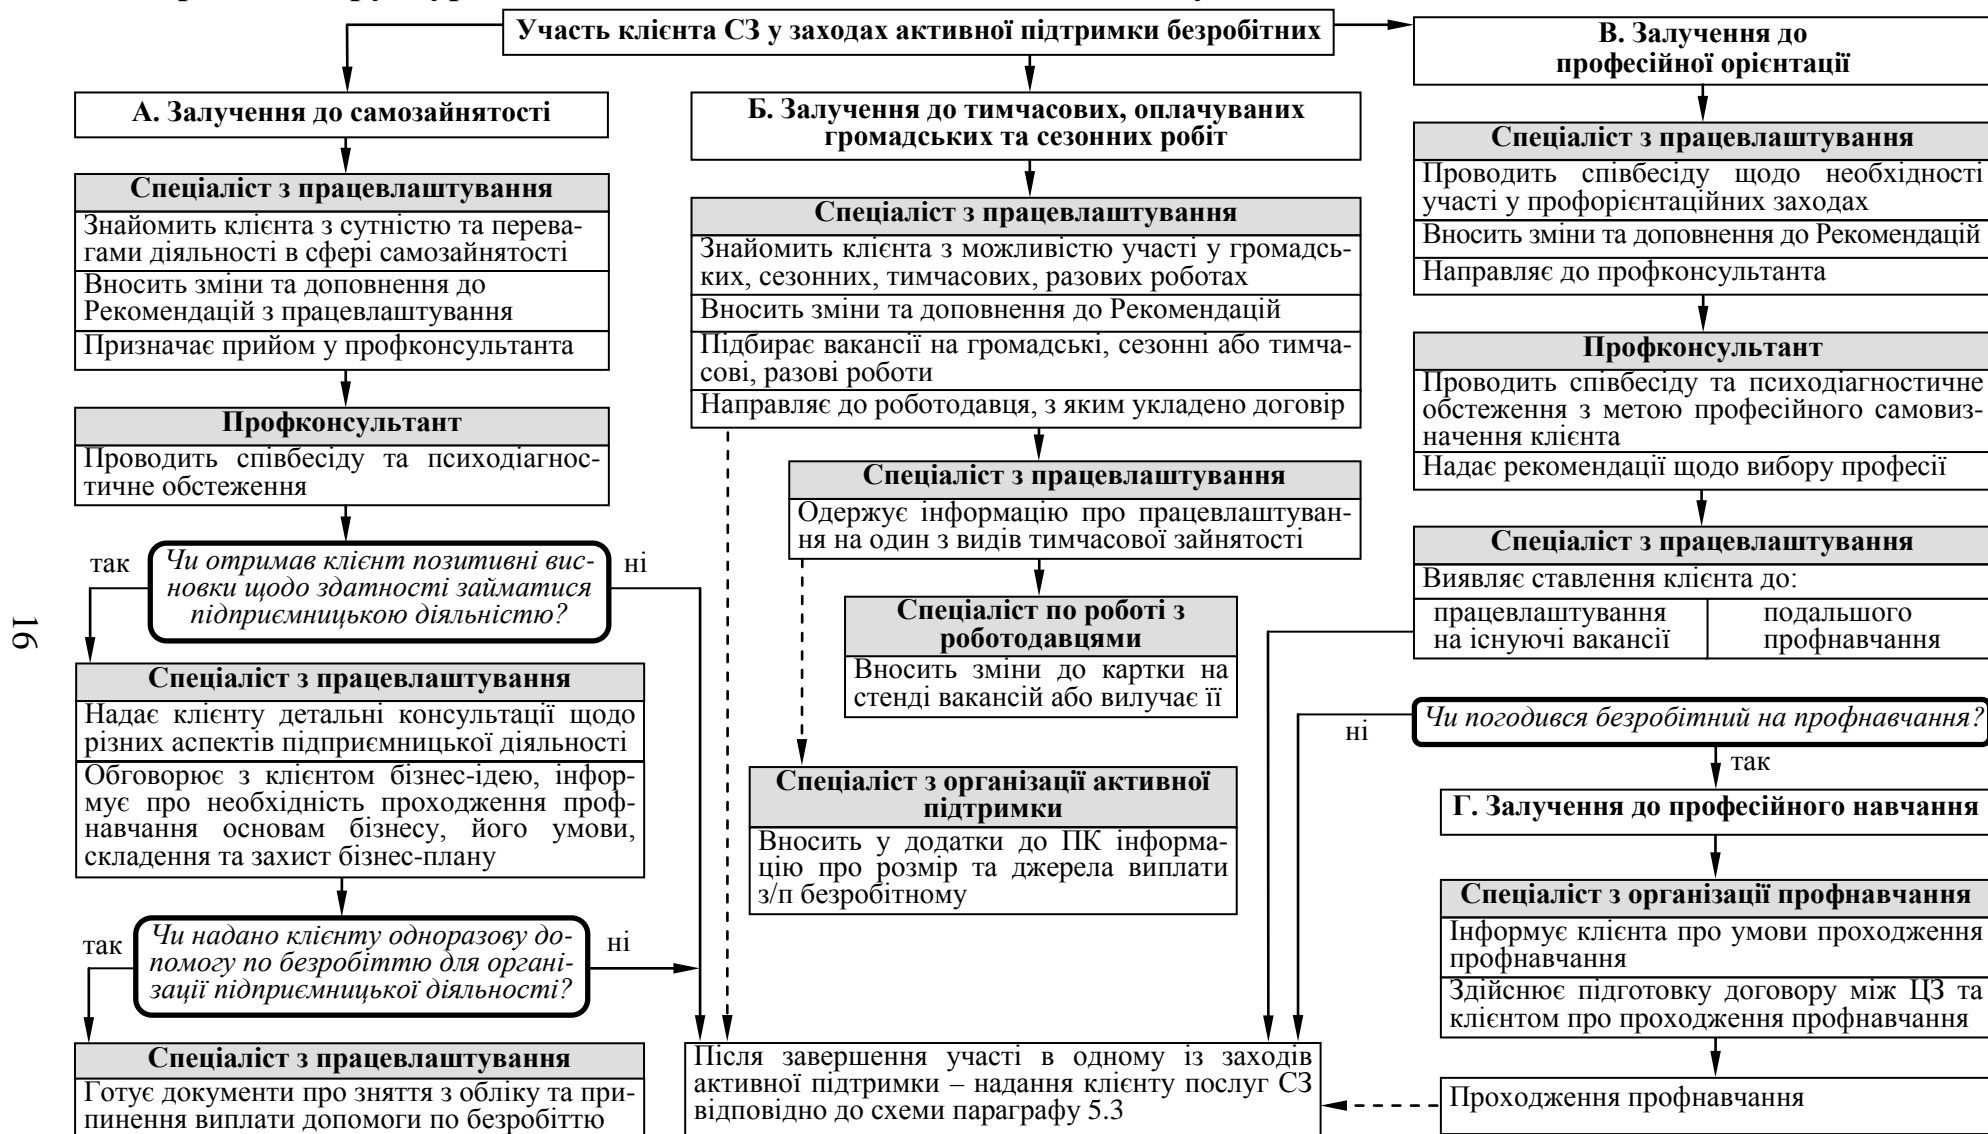 Участь клієнта СЗ у заходах активної підтримки безробітних
А. Залучення до самозайнятості
Спеціаліст з працевлаштування
Знайомить клієнта з сутністю та перева-
гами діяльності в сфері самозайнятості
Вносить зміни та доповнення до
Рекомендацій з працевлаштування
Призначає прийом у профконсультанта
Профконсультант
Проводить співбесіду та психодіагнос-
тичне обстеження
так
Чи отримав клієнт позитивні вис-
новки щодо здатності займатися
підприємницькою діяльністю?
ні
Спеціаліст з працевлаштування
Надає клієнту детальні консультації щодо
різних аспектів підприємницької діяльності
Обговорює з клієнтом бізнес-ідею, інфор-
мує про необхідність проходження проф-
навчання основам бізнесу, його умови,
складення та захист бізнес-плану
так
Чи надано клієнту одноразову до-
помогу по безробіттю для органі-
зації підприємницької діяльності?
ні
Спеціаліст з працевлаштування
Готує документи про зняття з обліку та при-
пинення виплати допомоги по безробіттю
Б. Залучення до тимчасових, оплачуваних
громадських та сезонних робіт
Спеціаліст з працевлаштування
Знайомить клієнта з можливістю участі у громадсь-
ких, сезонних, тимчасових, разових роботах
Вносить зміни та доповнення до Рекомендацій
Підбирає вакансії на громадські, сезонні або тимча-
сові, разові роботи
Направляє до роботодавця, з яким укладено договір
Спеціаліст з працевлаштування
Одержує інформацію про працевлаштуван-
ня на один з видів тимчасової зайнятості
Спеціаліст по роботі з
роботодавцями
Вносить зміни до картки на
стенді вакансій або вилучає її
Спеціаліст з організації активної
підтримки
Вносить у додатки до ПК інформа-
цію про розмір та джерела виплати
з/п безробітному
Після завершення участі в одному із заходів
активної підтримки – надання клієнту послуг СЗ
відповідно до схеми параграфу 5.3
В. Залучення до
професійної орієнтації
Спеціаліст з працевлаштування
Проводить співбесіду щодо необхідності
участі у профорієнтаційних заходах
Вносить зміни та доповнення до Рекомендацій
Направляє до профконсультанта
Профконсультант
Проводить співбесіду та психодіагностичне
обстеження з метою професійного самовиз-
начення клієнта
Надає рекомендації щодо вибору професії
Спеціаліст з працевлаштування
Виявляє ставлення клієнта до:
працевлаштування
на існуючі вакансії
подальшого
профнавчання
Чи погодився безробітний на профнавчання?
ні
так
Г. Залучення до професійного навчання
Спеціаліст з організації профнавчання
Інформує клієнта про умови проходження
профнавчання
Здійснює підготовку договору між ЦЗ та
клієнтом про проходження профнавчання
Проходження профнавчання
16